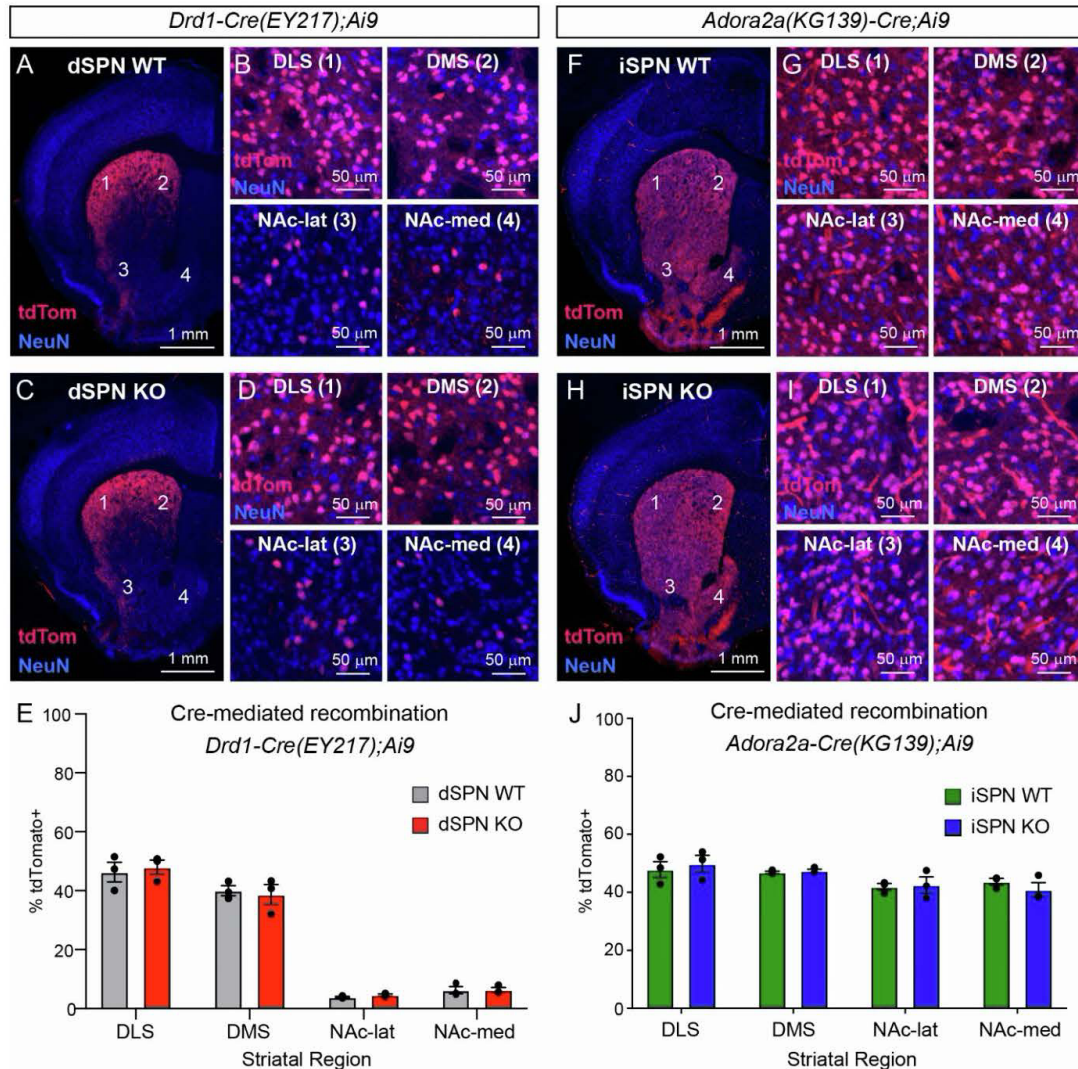 Drd1-Cre(EY217);Ai9
Adora2a(KG139)-Cre;Ai9
A
dSPN WT
1
2
3
4
tdTom
NeuN
1 mm
B
DLS (1)
tdTom
NeuN
50 µm
DMS (2)
50 µm
NAc-lat (3)
50 µm
NAc-med (4)
50 µm
F
iSPN WT
1
2
3
4
tdTom
NeuN
1 mm
G
DLS (1)
tdTom
NeuN
50 µm
DMS (2)
50 µm
NAc-lat (3)
50 µm
NAc-med (4)
50 µm
C
dSPN KO
1
2
3
4
tdTom
NeuN
1 mm
D
DLS (1)
tdTom
NeuN
50 µm
DMS (2)
50 µm
NAc-lat (3)
50 µm
NAc-med (4)
50 µm
H
iSPN KO
1
2
3
4
tdTom
NeuN
1 mm
I
DLS (1)
tdTom
NeuN
50 µm
DMS (2)
50 µm
NAc-lat (3)
50 µm
NAc-med (4)
50 µm
E
Cre-mediated recombination
Drd1-Cre(EY217);Ai9
dSPN WT
dSPN KO
% tdTomato+
100
80
60
40
20
0
DLS
DMS
NAc-lat
NAc-med
Striatal Region
J
Cre-mediated recombination
Adora2a-Cre(KG139);Ai9
iSPN WT
iSPN KO
% tdTomato+
100
80
60
40
20
0
DLS
DMS
NAc-lat
NAc-med
Striatal Region